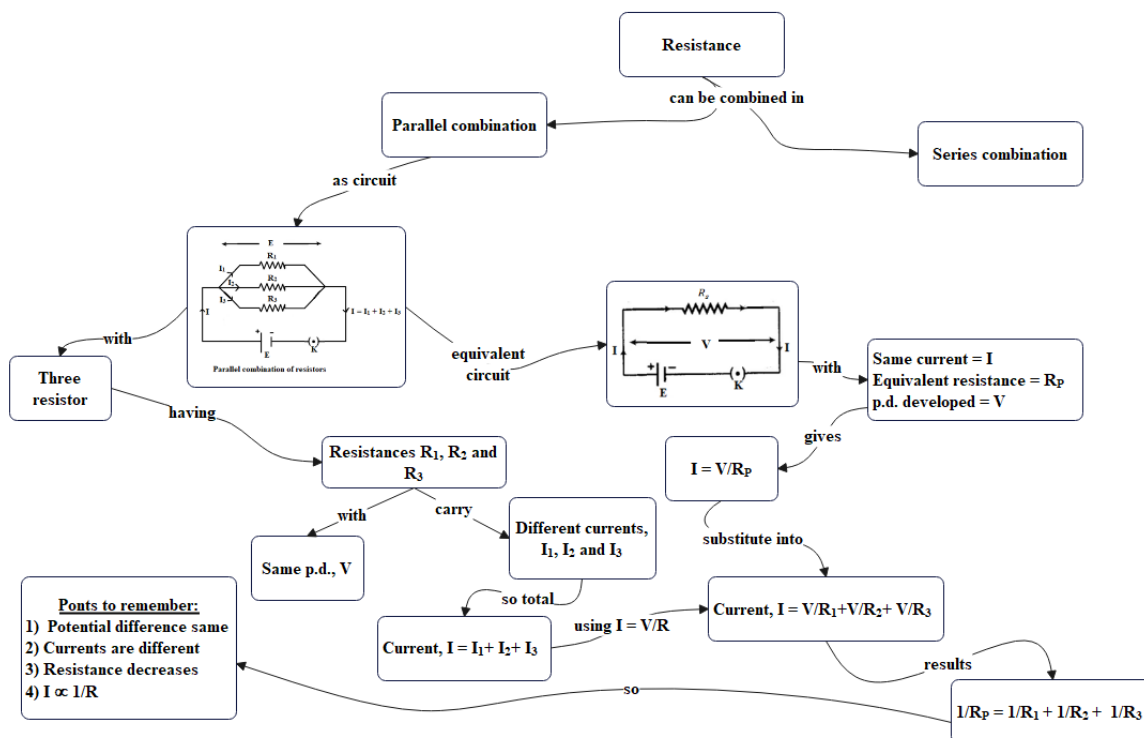 Resistance
can be combined in
Parallel combination
Series combination
as circuit
E
R₁
I₁
R₂
I₂
R₃
I₃
I
I = I₁ + I₂ + I₃
+ -
E
K
Parallel combination of resistors
with
Three
resistor
having
equivalent
circuit
Rₛ
V
I
I
+ -
E
K
with
Same current = I
Equivalent resistance = R_P
p.d. developed = V
gives
I = V/R_P
substitute into
Resistances R₁, R₂ and
R₃
with
carry
Same p.d., V
Different currents,
I₁, I₂ and I₃
so total
Current, I = I₁+ I₂+ I₃
using I = V/R
Current, I = V/R₁+V/R₂+ V/R₃
results
1/R_P = 1/R₁ + 1/R₂ + 1/R₃
so
Ponts to remember:
1) Potential difference same
2) Currents are different
3) Resistance decreases
4) I ∝ 1/R